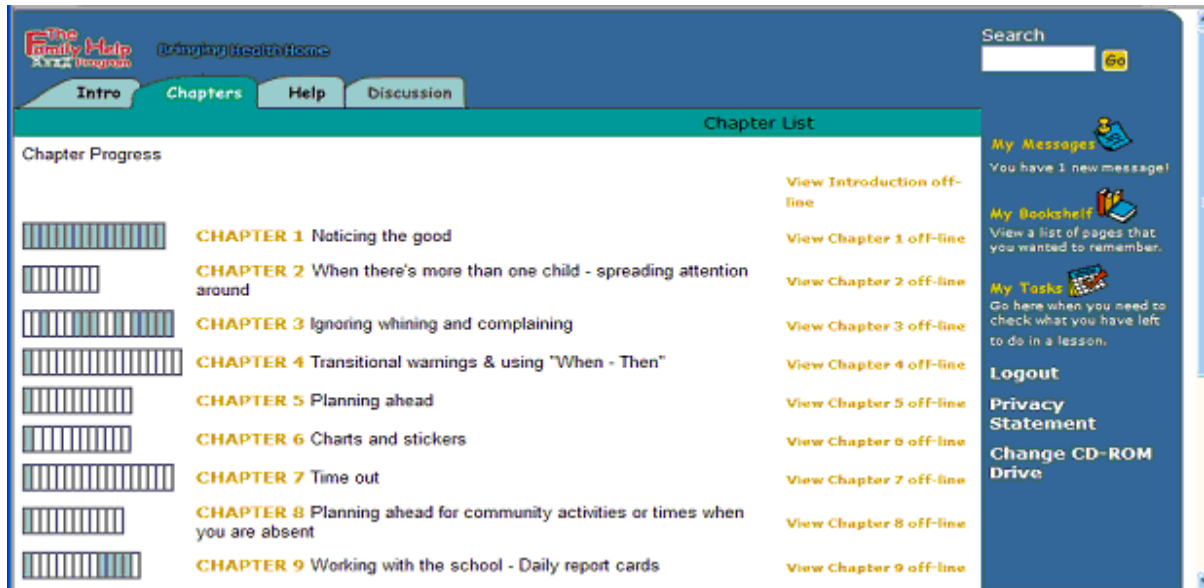 The
Family Help
Program
Bringing Health Home
Search
Go
Intro
Chapters
Help
Discussion
Chapter List
Chapter Progress
View Introduction off-
line
CHAPTER 1 Noticing the good
View Chapter 1 off-line
CHAPTER 2 When there's more than one child - spreading attention
around
View Chapter 2 off-line
CHAPTER 3 Ignoring whining and complaining
View Chapter 3 off-line
CHAPTER 4 Transitional warnings & using "When - Then"
View Chapter 4 off-line
CHAPTER 5 Planning ahead
View Chapter 5 off-line
CHAPTER 6 Charts and stickers
View Chapter 6 off-line
CHAPTER 7 Time out
View Chapter 7 off-line
CHAPTER 8 Planning ahead for community activities or times when
you are absent
View Chapter 8 off-line
CHAPTER 9 Working with the school - Daily report cards
View Chapter 9 off-line
My Messages
You have 1 new message!
My Bookshelf
View a list of pages that
you wanted to remember.
My Tasks
Go here when you need to
check what you have left
to do in a lesson.
Logout
Privacy
Statement
Change CD-ROM
Drive